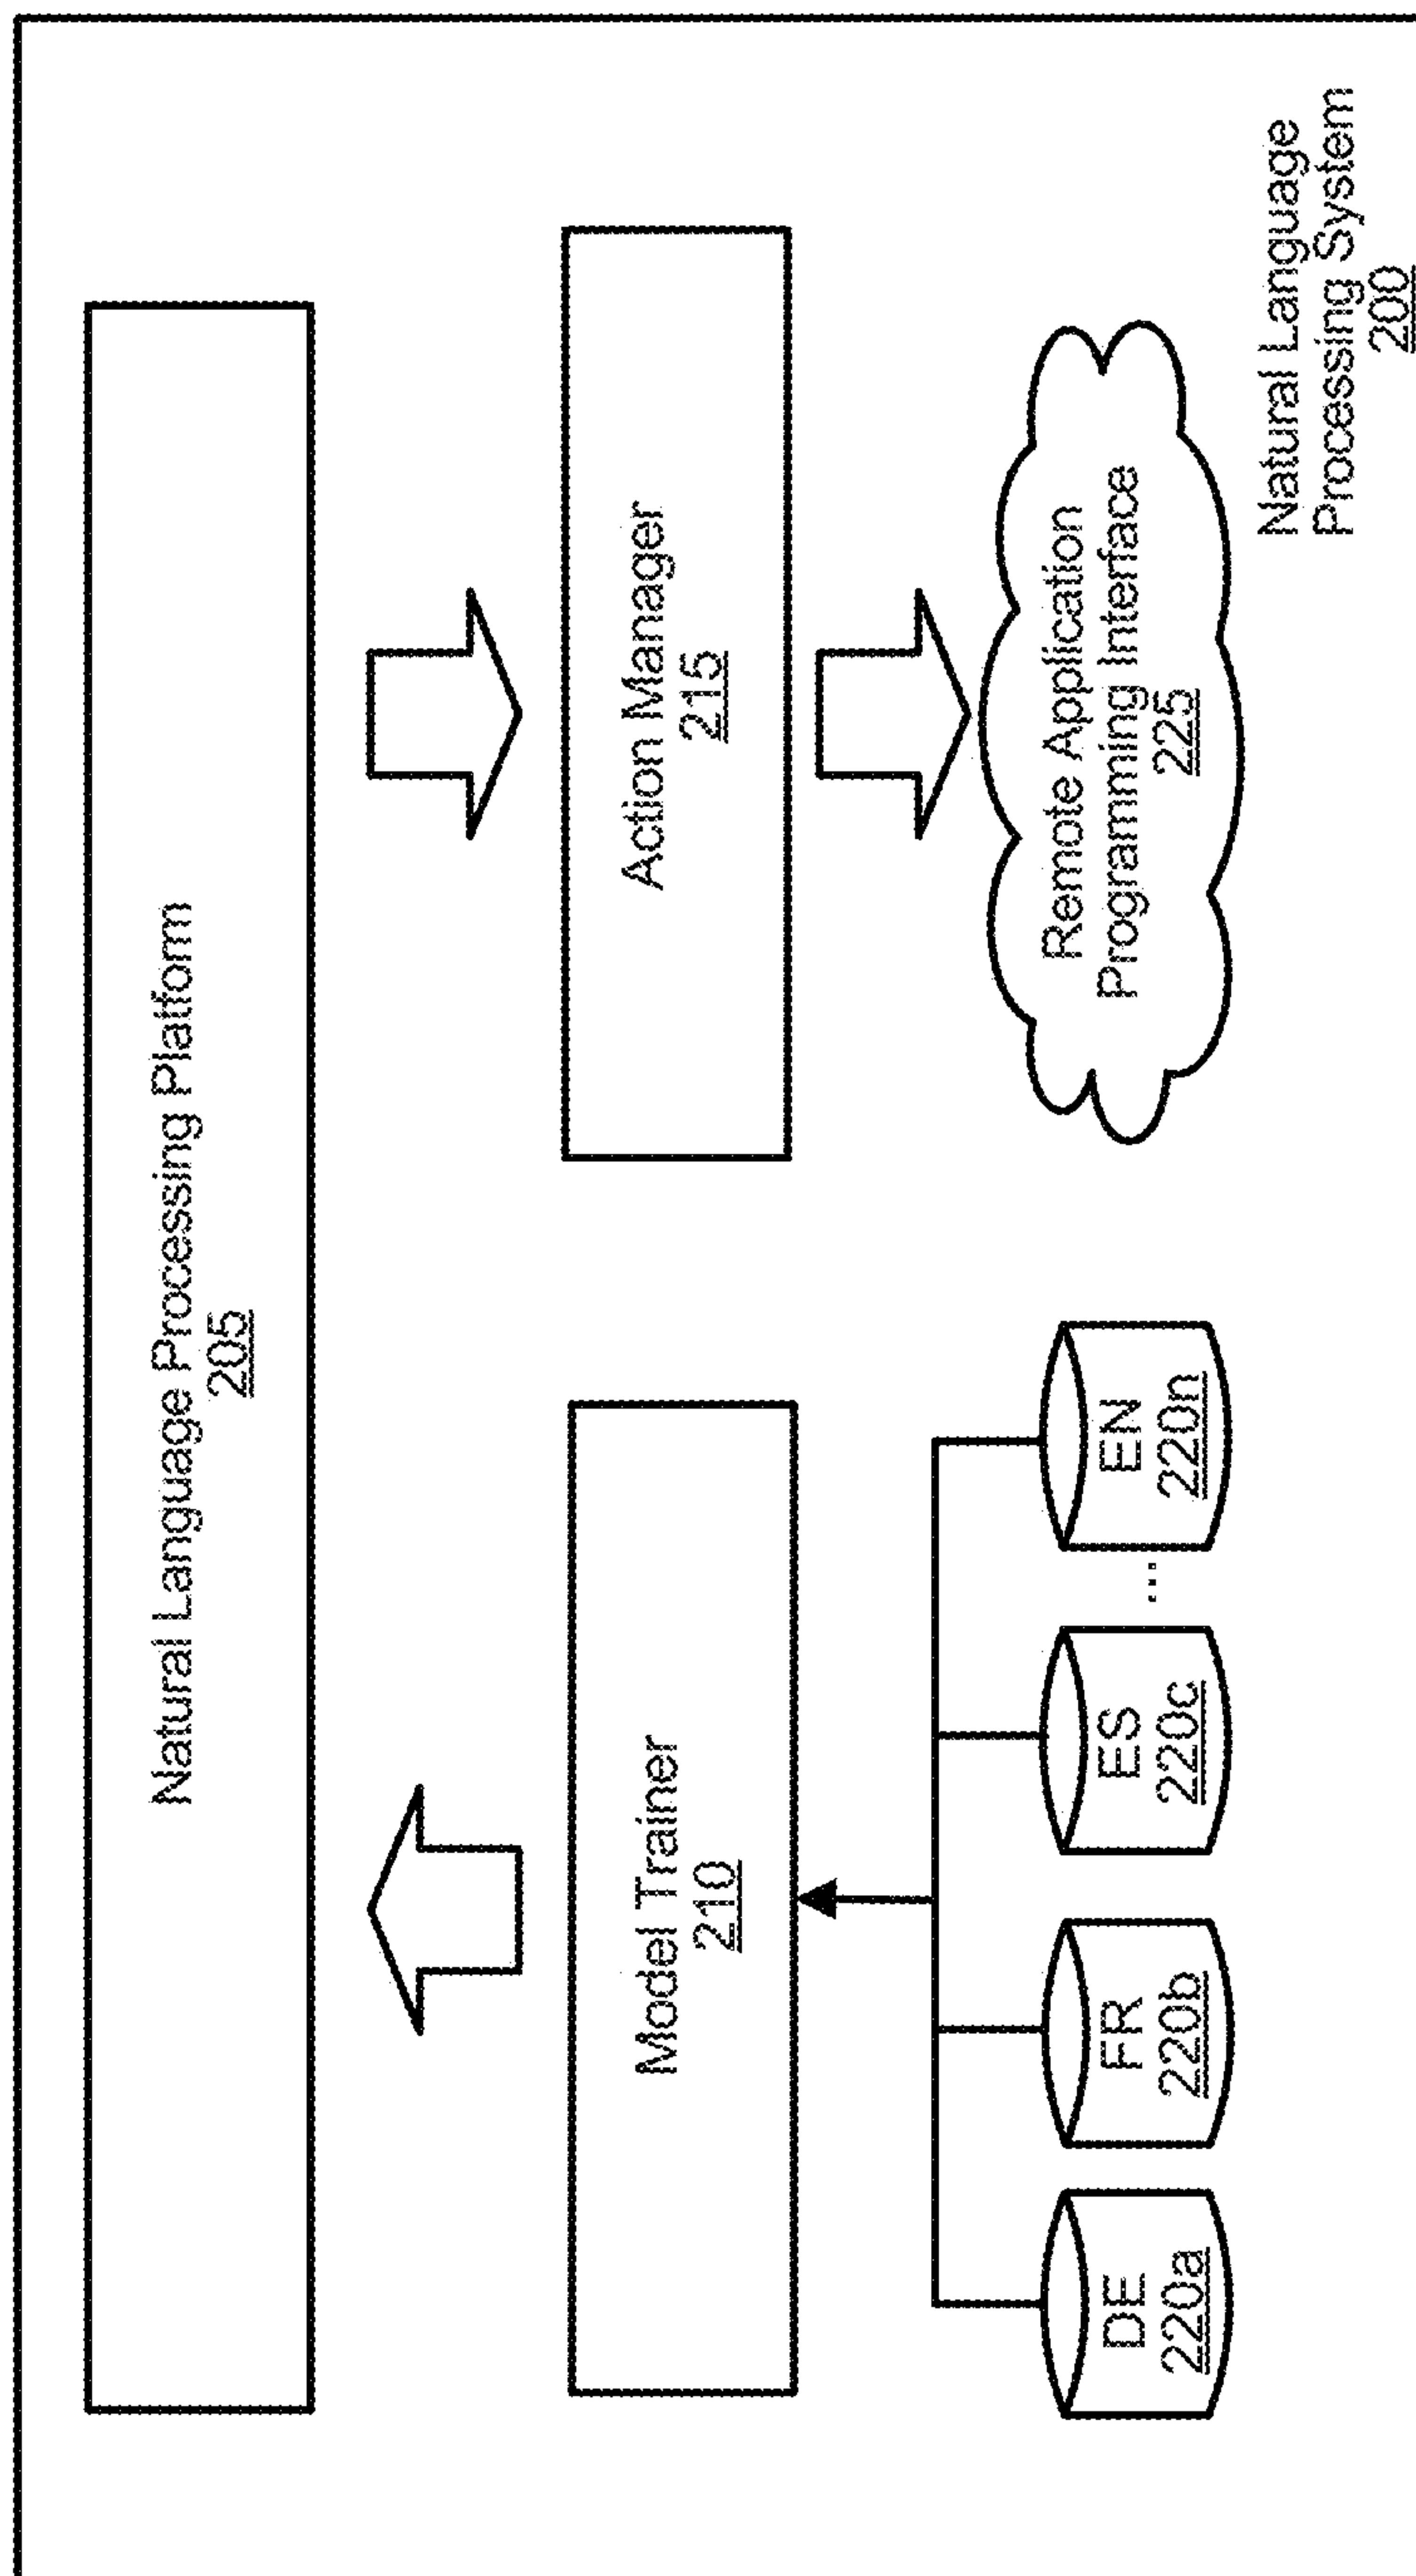 Natural Language Processing Platform
205
Model Trainer
210
Action Manager
215
DE
220a
FR
220b
ES
220c
...
EN
220n
Remote Application
Programming Interface
225
Natural Language
Processing System
200